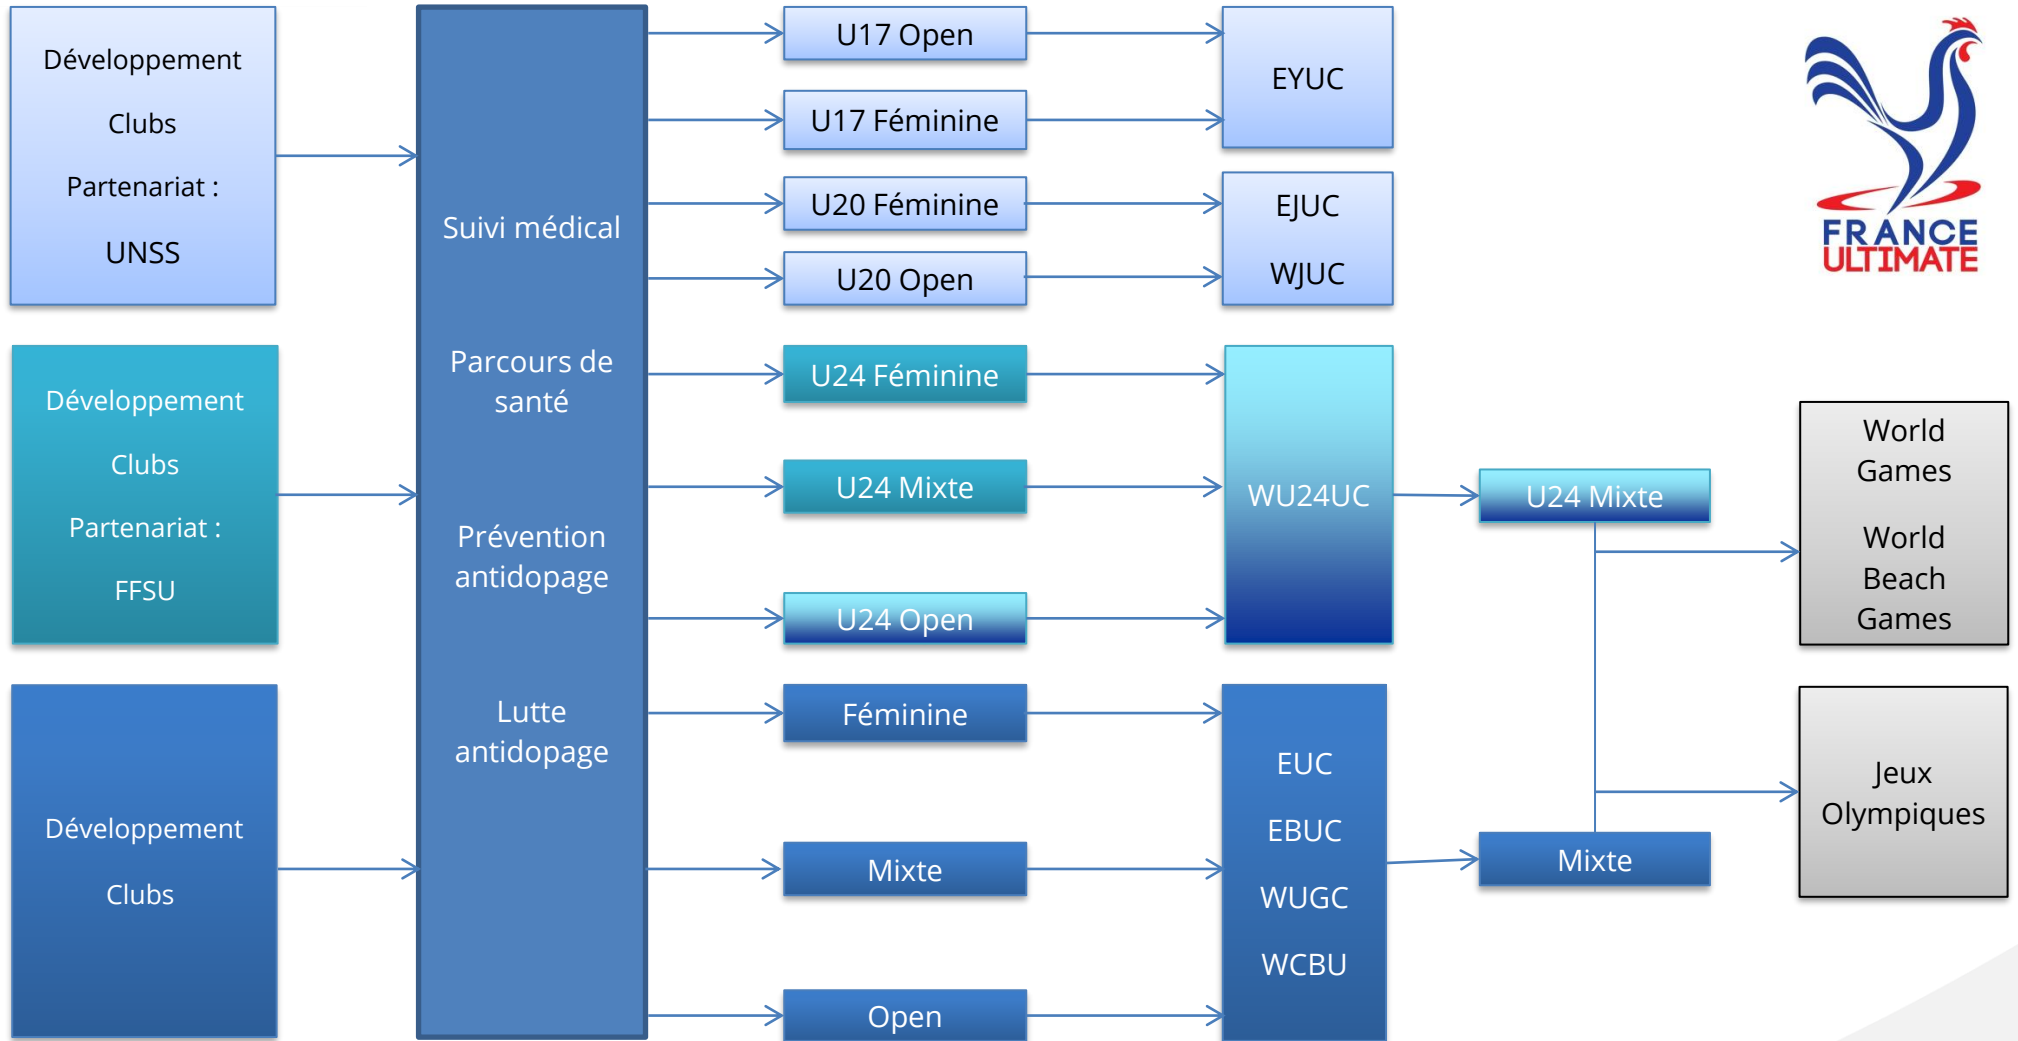 Développement
Clubs
Partenariat :
UNSS
Développement
Clubs
Partenariat :
FFSU
Développement
Clubs
Suivi médical
Parcours de
santé
Prévention
antidopage
Lutte
antidopage
U17 Open
U17 Féminine
U20 Féminine
U20 Open
U24 Féminine
U24 Mixte
U24 Open
Féminine
Mixte
Open
EYUC
EJUC
WJUC
WU24UC
EUC
EBUC
WUGC
WCBU
U24 Mixte
Mixte
FRANCE
ULTIMATE
World
Games
World
Beach
Games
Jeux
Olympiques